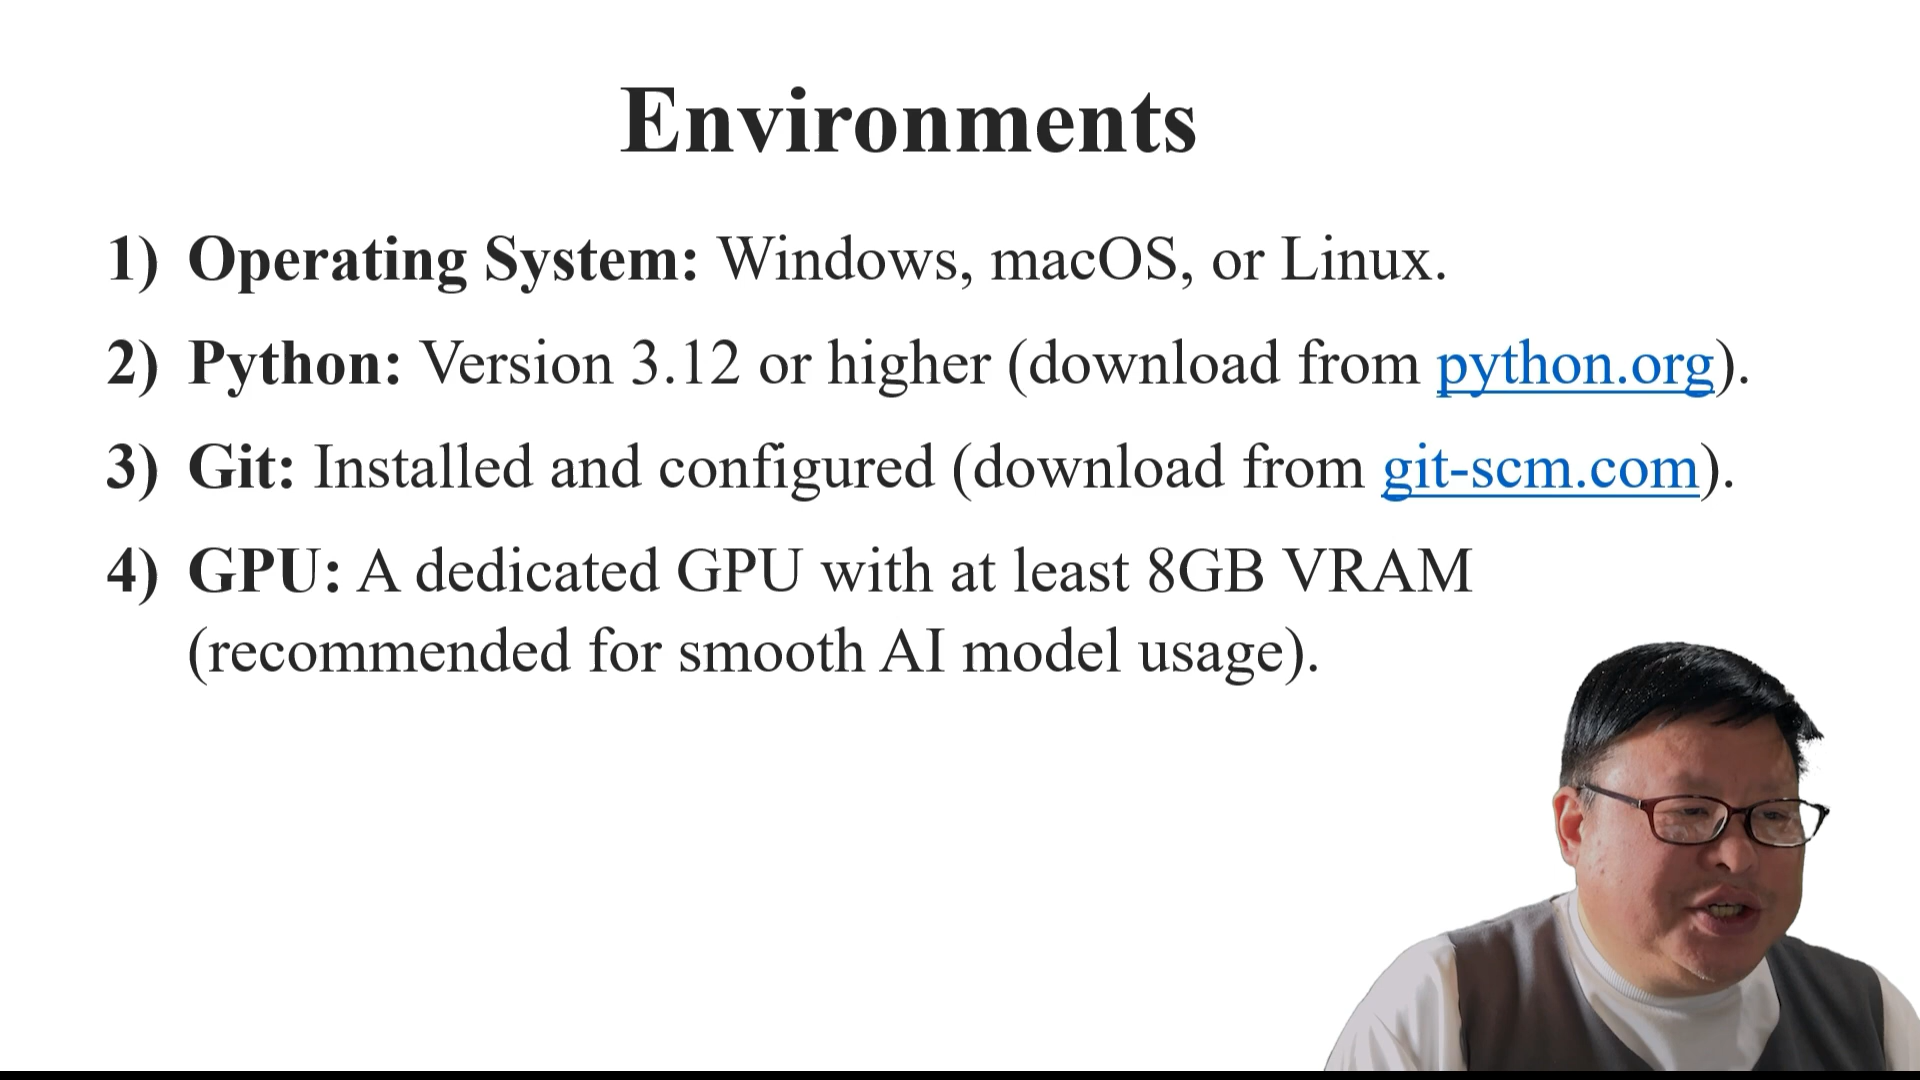 Environments
1) Operating System: Windows, macOS, or Linux.
2) Python: Version 3.12 or higher (download from python.org).
3) Git: Installed and configured (download from git-scm.com).
4) GPU: A dedicated GPU with at least 8GB VRAM
(recommended for smooth AI model usage).